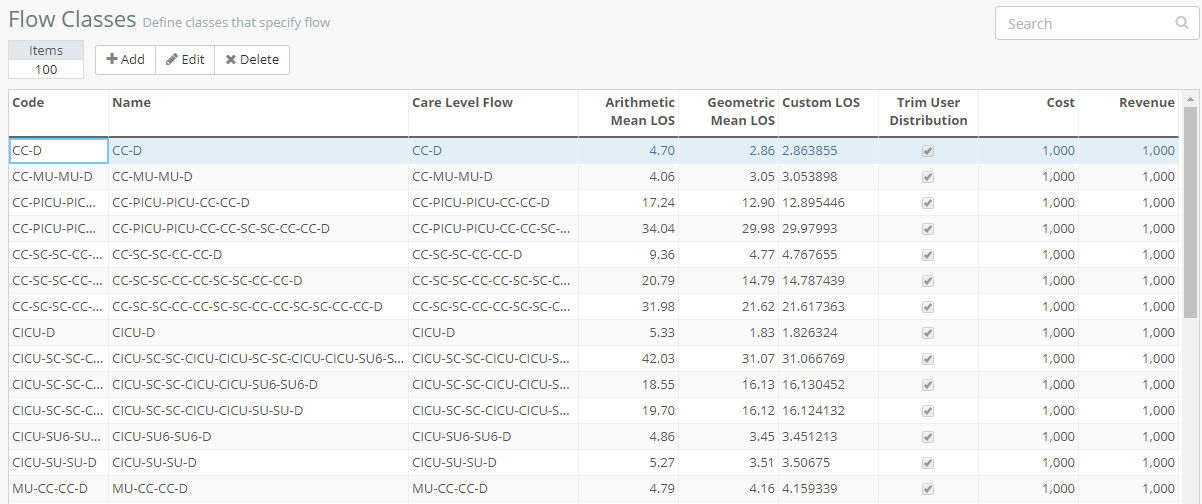 Flow Classes Define classes that specify flow
Search
Items
100
Add Edit Delete
Code Name Care Level Flow Arithmetic Mean LOS Geometric Mean LOS Custom LOS Trim User Distribution Cost Revenue
CC-D CC-D CC-D 4.70 2.86 2.863855 1,000 1,000
CC-MU-MU-D CC-MU-MU-D CC-MU-MU-D 4.06 3.05 3.053898 1,000 1,000
CC-PICU-PIC... CC-PICU-PICU-CC-CC-D CC-PICU-PICU-CC-CC-D 17.24 12.90 12.895446 1,000 1,000
CC-PICU-PIC... CC-PICU-PICU-CC-CC-SC-SC-CC-CC-D CC-PICU-PICU-CC-CC-SC-... 34.04 29.98 29.97993 1,000 1,000
CC-SC-SC-CC-... CC-SC-SC-CC-CC-D CC-SC-SC-CC-CC-D 9.36 4.77 4.767655 1,000 1,000
CC-SC-SC-CC-... CC-SC-SC-CC-CC-SC-SC-CC-CC-D CC-SC-SC-CC-CC-SC-SC-C... 20.79 14.79 14.787439 1,000 1,000
CC-SC-SC-CC-... CC-SC-SC-CC-CC-SC-SC-CC-CC-SC-SC-CC-CC-D CC-SC-SC-CC-CC-SC-SC-C... 31.98 21.62 21.617363 1,000 1,000
CICU-D CICU-D CICU-D 5.33 1.83 1.826324 1,000 1,000
CICU-SC-SC-C... CICU-SC-SC-CICU-CICU-SC-SC-CICU-CICU-SU6-S... CICU-SC-SC-CICU-CICU-S... 42.03 31.07 31.066769 1,000 1,000
CICU-SC-SC-C... CICU-SC-SC-CICU-CICU-SU6-SU6-D CICU-SC-SC-CICU-CICU-S... 18.55 16.13 16.130452 1,000 1,000
CICU-SC-SC-C... CICU-SC-SC-CICU-CICU-SU-SU-D CICU-SC-SC-CICU-CICU-S... 19.70 16.12 16.124132 1,000 1,000
CICU-SU6-SU... CICU-SU6-SU6-D CICU-SU6-SU6-D 4.86 3.45 3.451213 1,000 1,000
CICU-SU-SU-D CICU-SU-SU-D CICU-SU-SU-D 5.27 3.51 3.50675 1,000 1,000
MU-CC-CC-D MU-CC-CC-D MU-CC-CC-D 4.79 4.16 4.159339 1,000 1,000